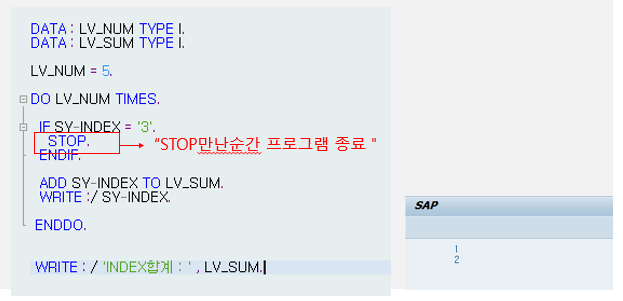 DATA : LV_NUM TYPE I.
DATA : LV_SUM TYPE I.
LV_NUM = 5.
DO LV_NUM TIMES.
IF SY-INDEX = '3'.
STOP. "STOP만난순간 프로그램 종료 "
ENDIF.
ADD SY-INDEX TO LV_SUM.
WRITE :/ SY-INDEX.
ENDDO.
WRITE : / 'INDEX합계 : ' , LV_SUM.
SAP
1
2